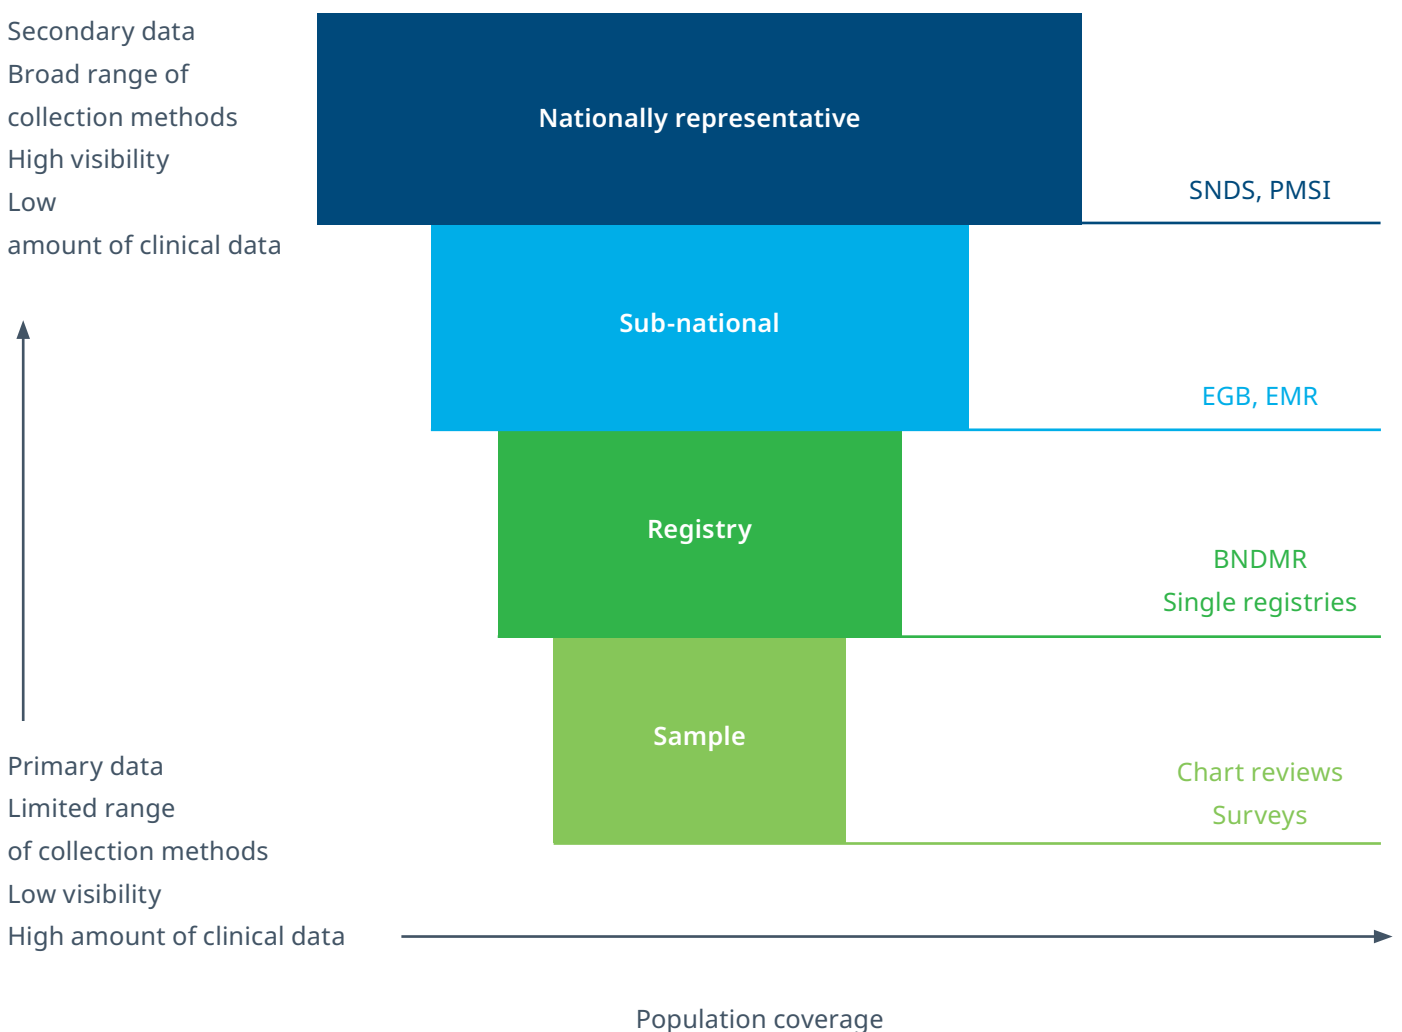 Secondary data
Broad range of
collection methods
High visibility
Low
amount of clinical data
Nationally representative
SNDS, PMSI
Sub-national
EGB, EMR
Registry
BNDMR
Single registries
Sample
Chart reviews
Surveys
Primary data
Limited range
of collection methods
Low visibility
High amount of clinical data
Population coverage